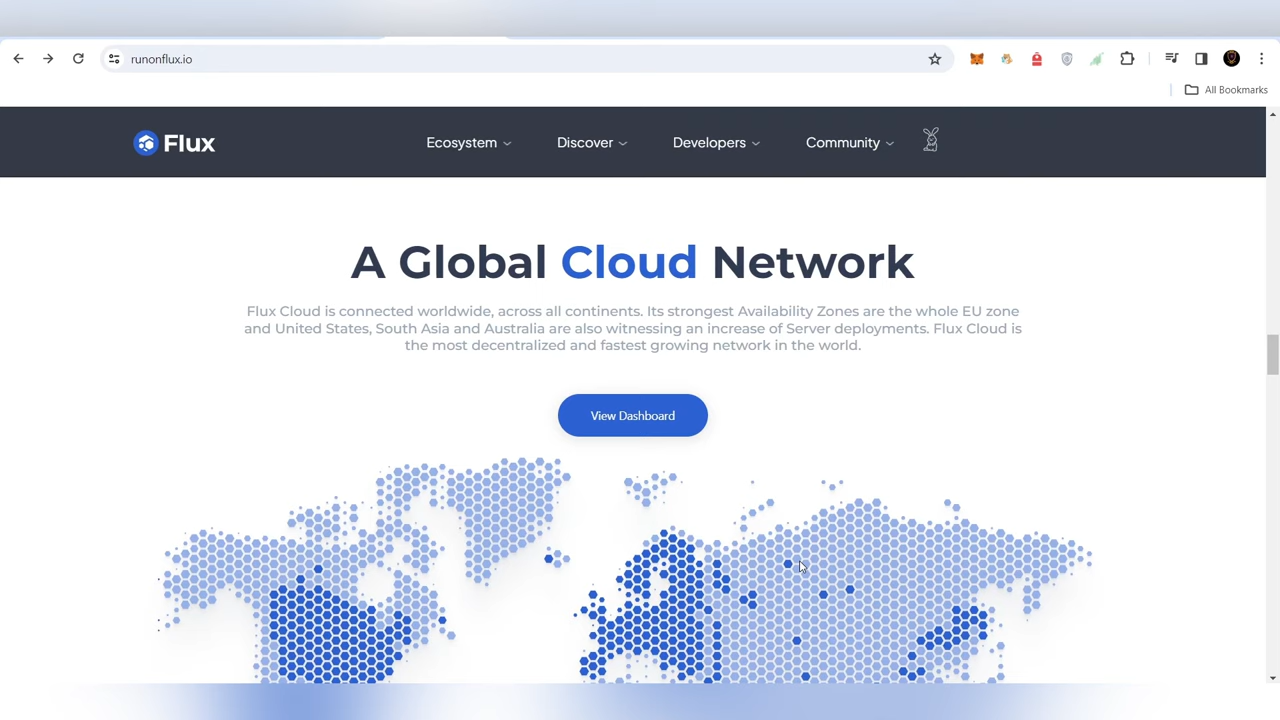 runonflux.io
All Bookmarks
Flux
Ecosystem
Discover
Developers
Community
A Global Cloud Network
Flux Cloud is connected worldwide, across all continents. Its strongest Availability Zones are the whole EU zone
and United States, South Asia and Australia are also witnessing an increase of Server deployments. Flux Cloud is
the most decentralized and fastest growing network in the world.
View Dashboard